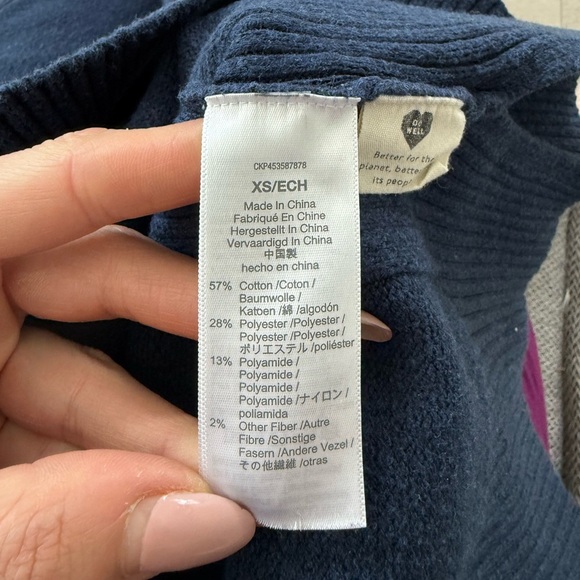 CKP453587878
XS/ECH
Made In China
Fabriqué En Chine
Hergestellt In China
Vervaardigd In China
中国製
hecho en china
57% Cotton /Coton /
Baumwolle /
Katoen /綿 /algodón
28% Polyester /Polyester /
Polyester /Polyester /
ポリエステル /poliéster
13% Polyamide /
Polyamide /
Polyamide /
Polyamide /ナイロン /
poliamida
2% Other Fiber /Autre
Fibre /Sonstige
Fasern /Andere Vezel /
その他繊維 /otras
DO
WELL
Better for the
planet, better
its peop